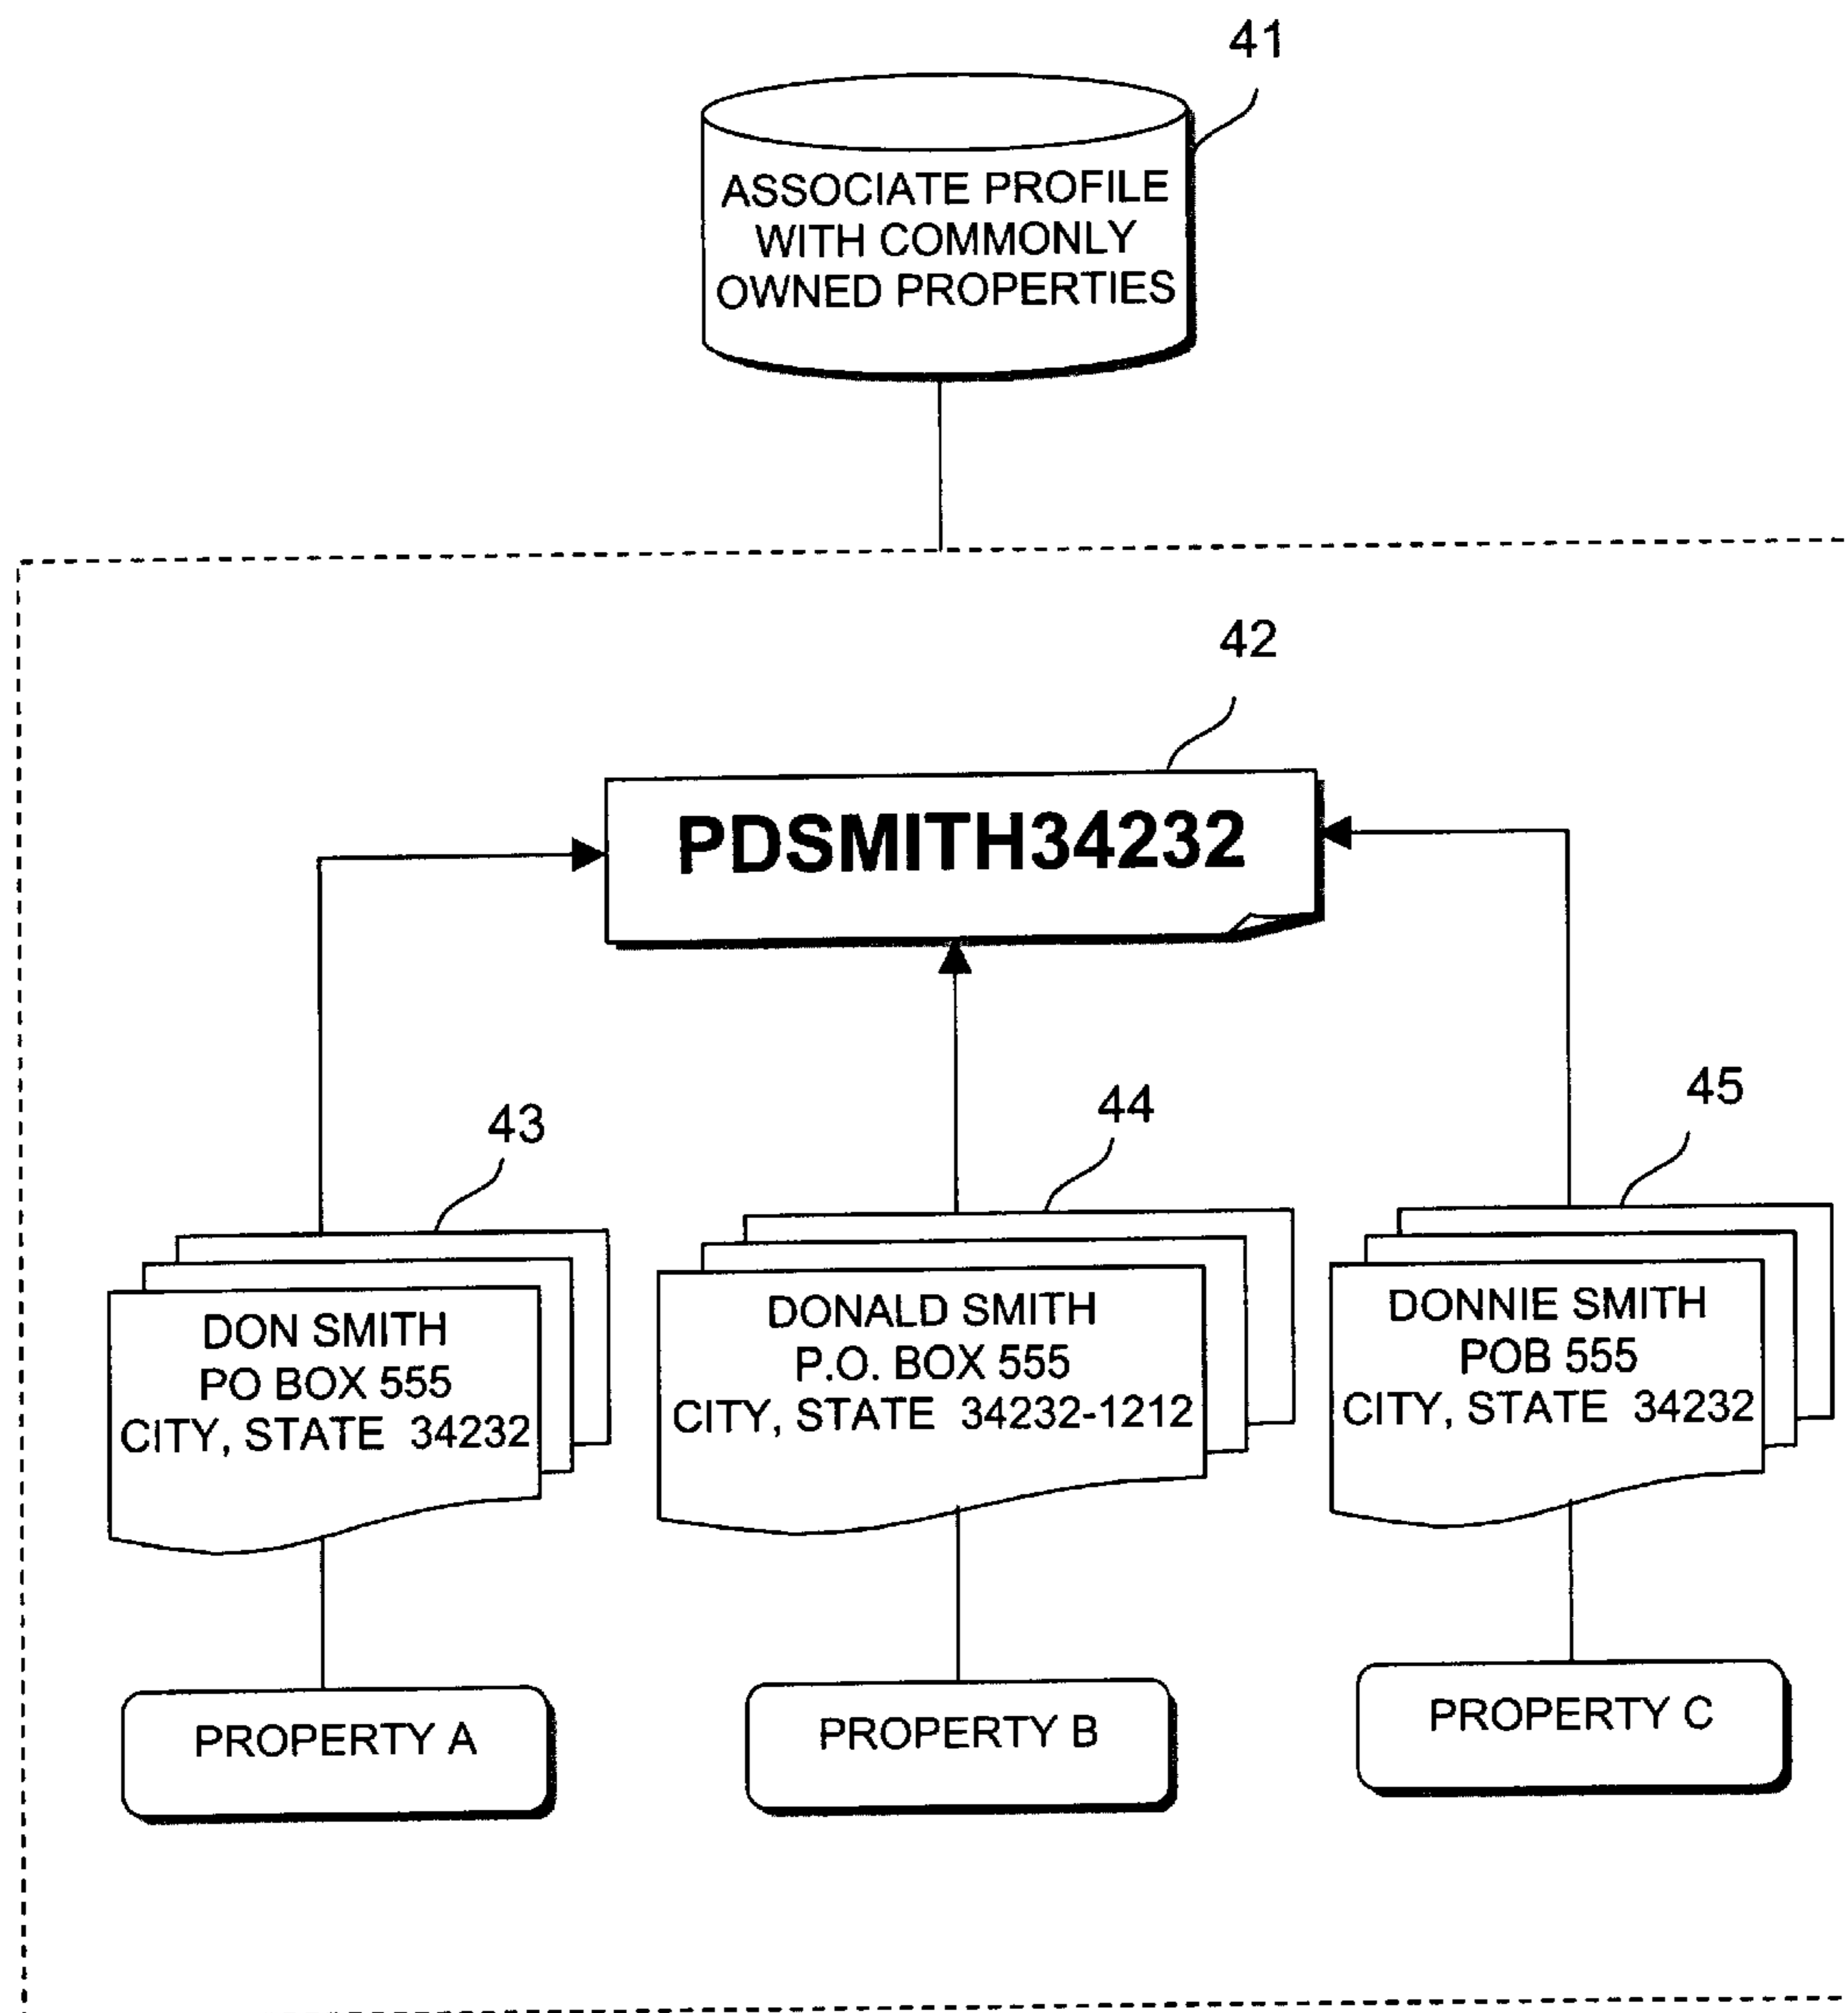 41
ASSOCIATE PROFILE
WITH COMMONLY
OWNED PROPERTIES
42
PDSMITH34232
43
44
45
DON SMITH
PO BOX 555
CITY, STATE 34232
DONALD SMITH
P.O. BOX 555
CITY, STATE 34232-1212
DONNIE SMITH
POB 555
CITY, STATE 34232
PROPERTY A
PROPERTY B
PROPERTY C